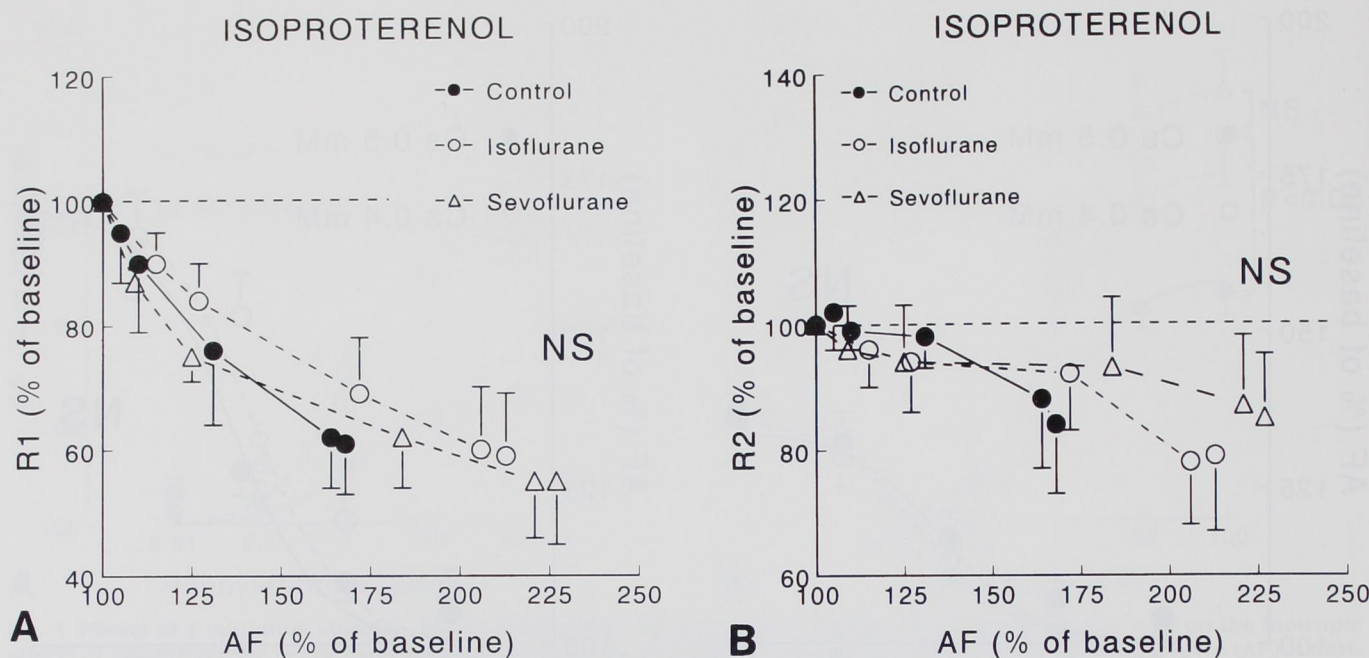 ISOPROTERENOL
120
100
80
60
40
Control
Isoflurane
Sevoflurane
NS
R1 (% of baseline)
100 125 150 175 200 225 250
A
AF (% of baseline)
ISOPROTERENOL
140
120
100
80
60
Control
Isoflurane
Sevoflurane
NS
R2 (% of baseline)
100 125 150 175 200 225 250
B
AF (% of baseline)